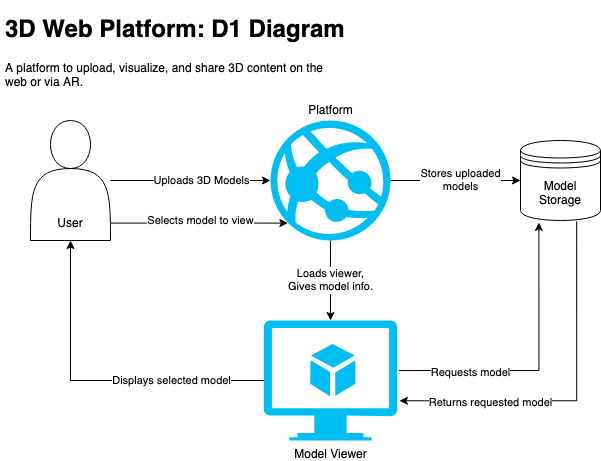 3D Web Platform: D1 Diagram
A platform to upload, visualize, and share 3D content on the
web or via AR.
Platform
Uploads 3D Models
Stores uploaded
models
Model
Storage
User
Selects model to view
Loads viewer,
Gives model info.
Displays selected model
Requests model
Returns requested model
Model Viewer